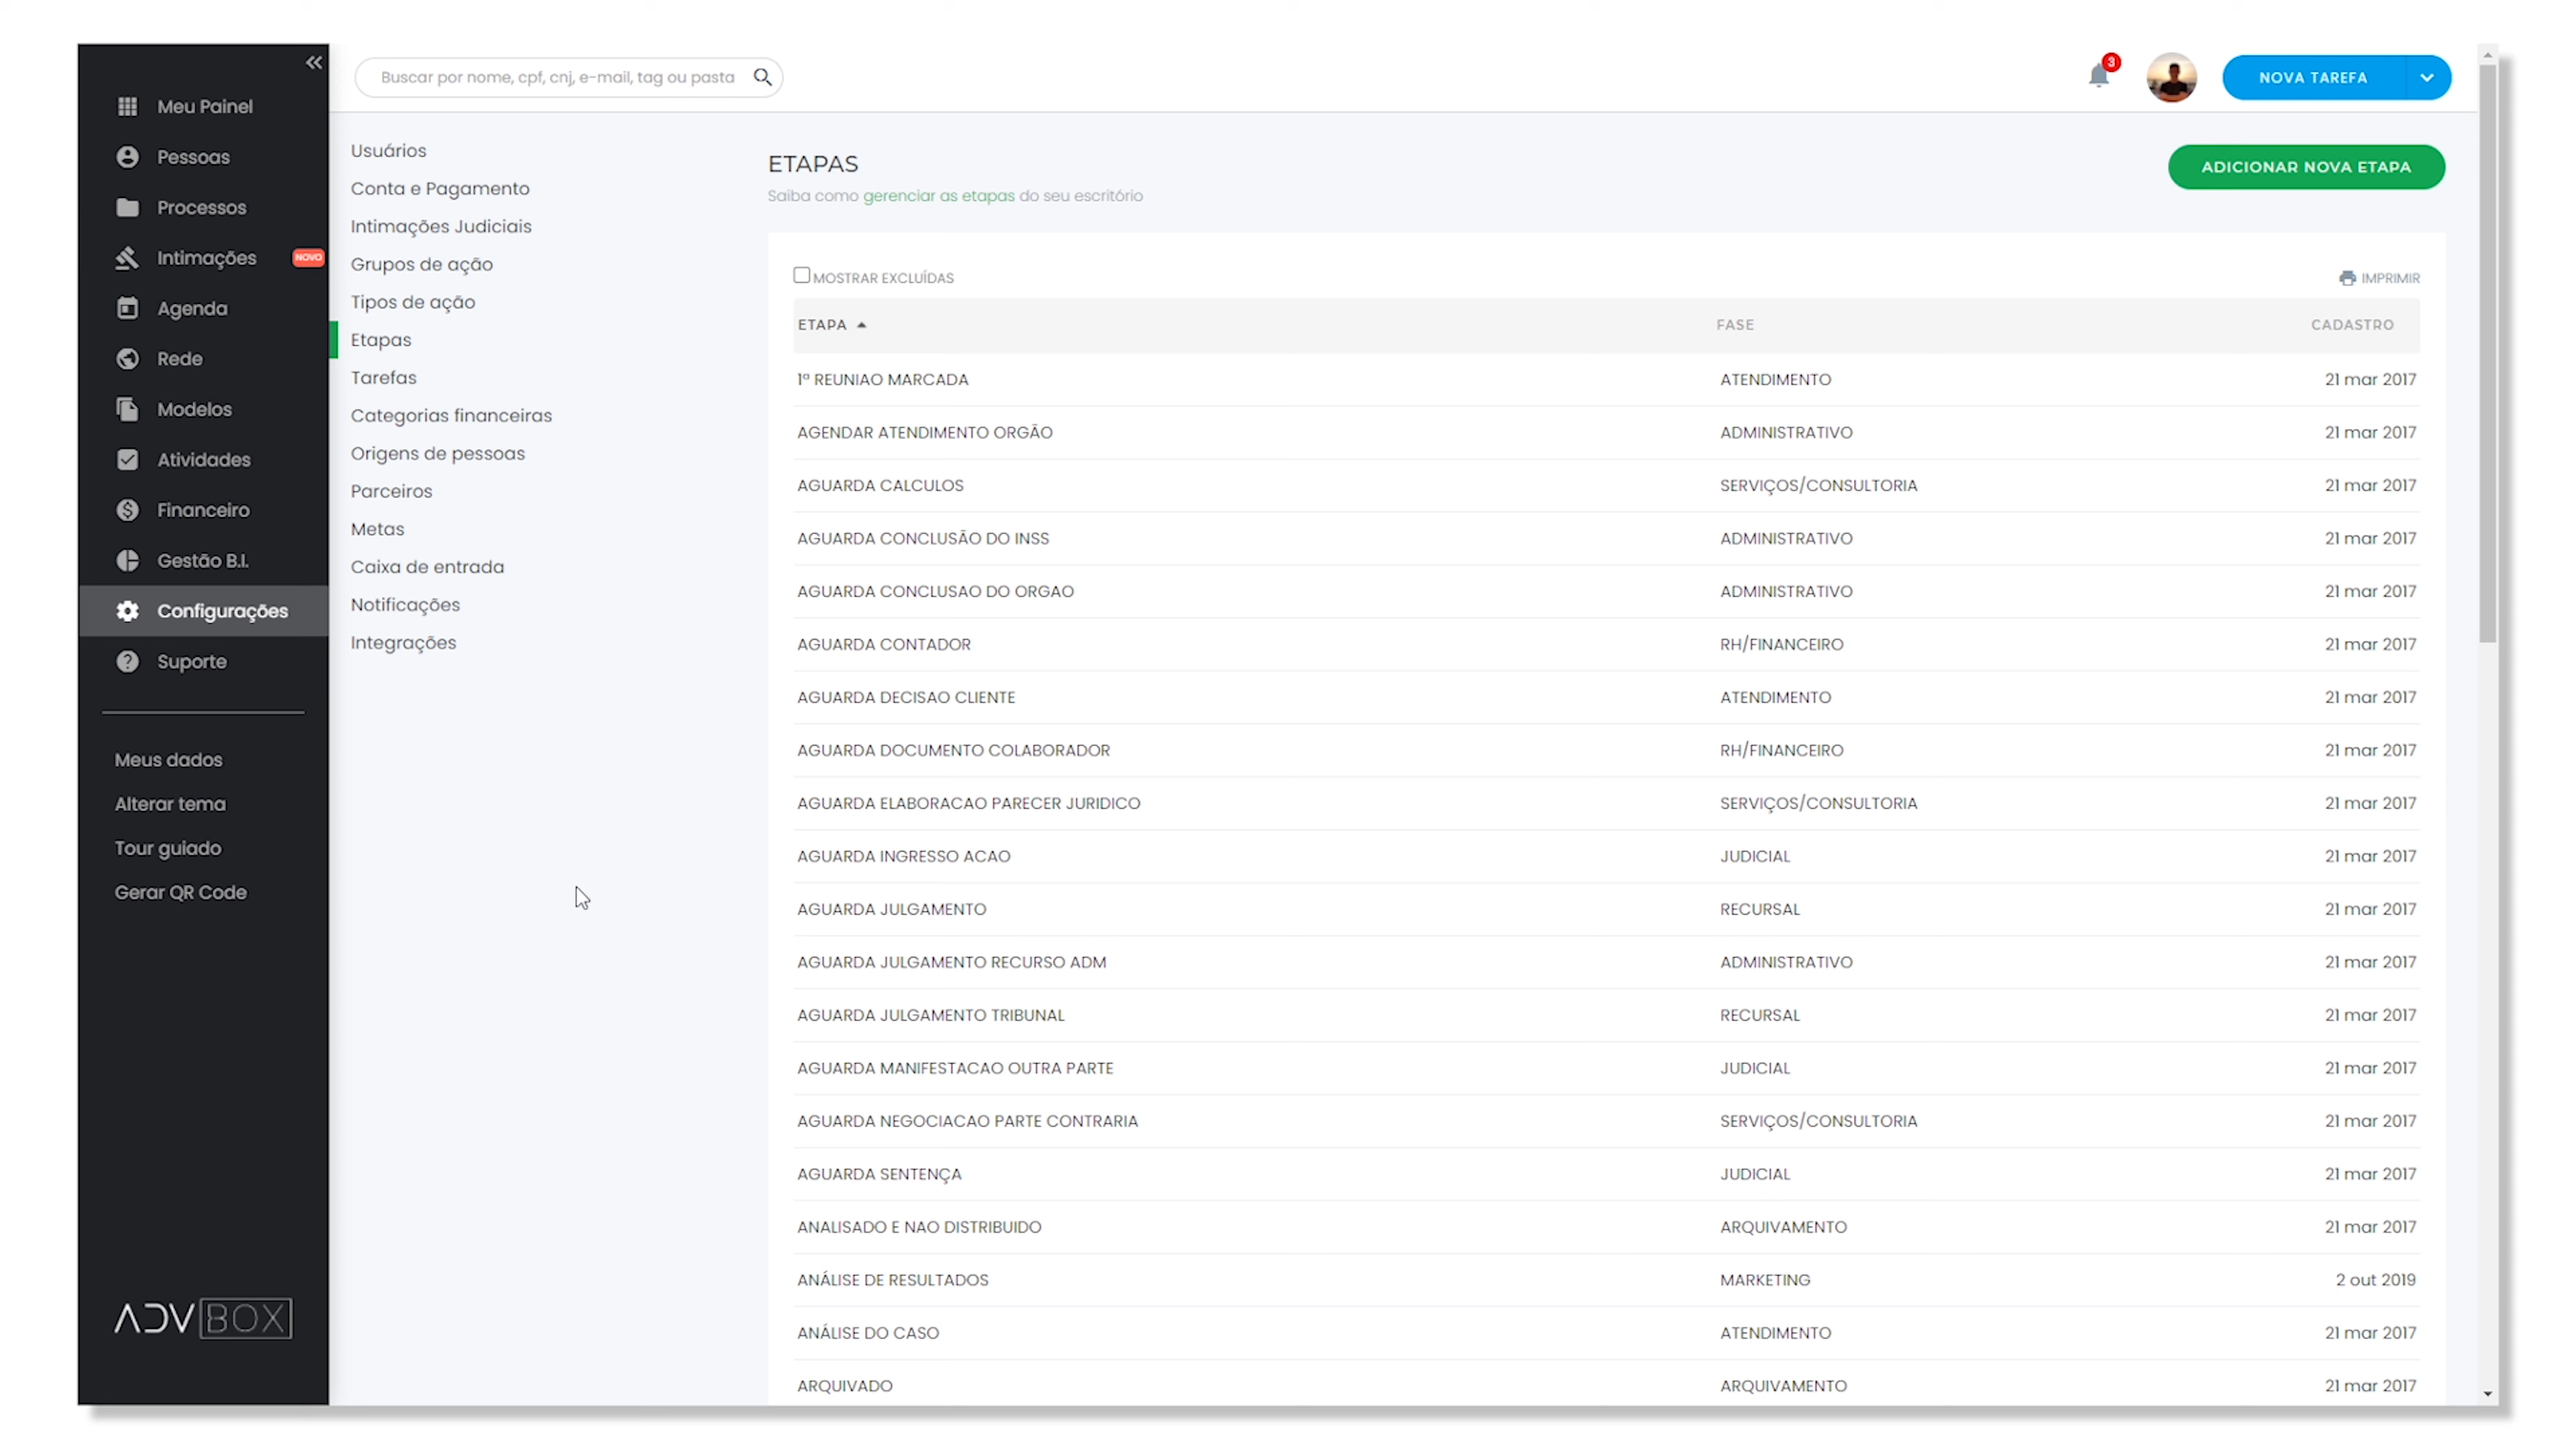 Meu Painel
Pessoas
Processos
Intimações NOVO
Agenda
Rede
Modelos
Atividades
Financeiro
Gestão B.I.
Configurações
Suporte
Meus dados
Alterar tema
Tour guiado
Gerar QR Code
ADVBOX
Buscar por nome, cpf, cnj, e-mail, tag ou pasta
3
NOVA TAREFA
Usuários
Conta e Pagamento
Intimações Judiciais
Grupos de ação
Tipos de ação
Etapas
Tarefas
Categorias financeiras
Origens de pessoas
Parceiros
Metas
Caixa de entrada
Notificações
Integrações
ETAPAS
Saiba como gerenciar as etapas do seu escritório
ADICIONAR NOVA ETAPA
MOSTRAR EXCLUÍDAS
IMPRIMIR
ETAPA FASE CADASTRO
1ª REUNIAO MARCADA ATENDIMENTO 21 mar 2017
AGENDAR ATENDIMENTO ORGÃO ADMINISTRATIVO 21 mar 2017
AGUARDA CALCULOS SERVIÇOS/CONSULTORIA 21 mar 2017
AGUARDA CONCLUSÃO DO INSS ADMINISTRATIVO 21 mar 2017
AGUARDA CONCLUSAO DO ORGAO ADMINISTRATIVO 21 mar 2017
AGUARDA CONTADOR RH/FINANCEIRO 21 mar 2017
AGUARDA DECISAO CLIENTE ATENDIMENTO 21 mar 2017
AGUARDA DOCUMENTO COLABORADOR RH/FINANCEIRO 21 mar 2017
AGUARDA ELABORACAO PARECER JURIDICO SERVIÇOS/CONSULTORIA 21 mar 2017
AGUARDA INGRESSO ACAO JUDICIAL 21 mar 2017
AGUARDA JULGAMENTO RECURSAL 21 mar 2017
AGUARDA JULGAMENTO RECURSO ADM ADMINISTRATIVO 21 mar 2017
AGUARDA JULGAMENTO TRIBUNAL RECURSAL 21 mar 2017
AGUARDA MANIFESTACAO OUTRA PARTE JUDICIAL 21 mar 2017
AGUARDA NEGOCIACAO PARTE CONTRARIA SERVIÇOS/CONSULTORIA 21 mar 2017
AGUARDA SENTENÇA JUDICIAL 21 mar 2017
ANALISADO E NAO DISTRIBUIDO ARQUIVAMENTO 21 mar 2017
ANÁLISE DE RESULTADOS MARKETING 2 out 2019
ANÁLISE DO CASO ATENDIMENTO 21 mar 2017
ARQUIVADO ARQUIVAMENTO 21 mar 2017